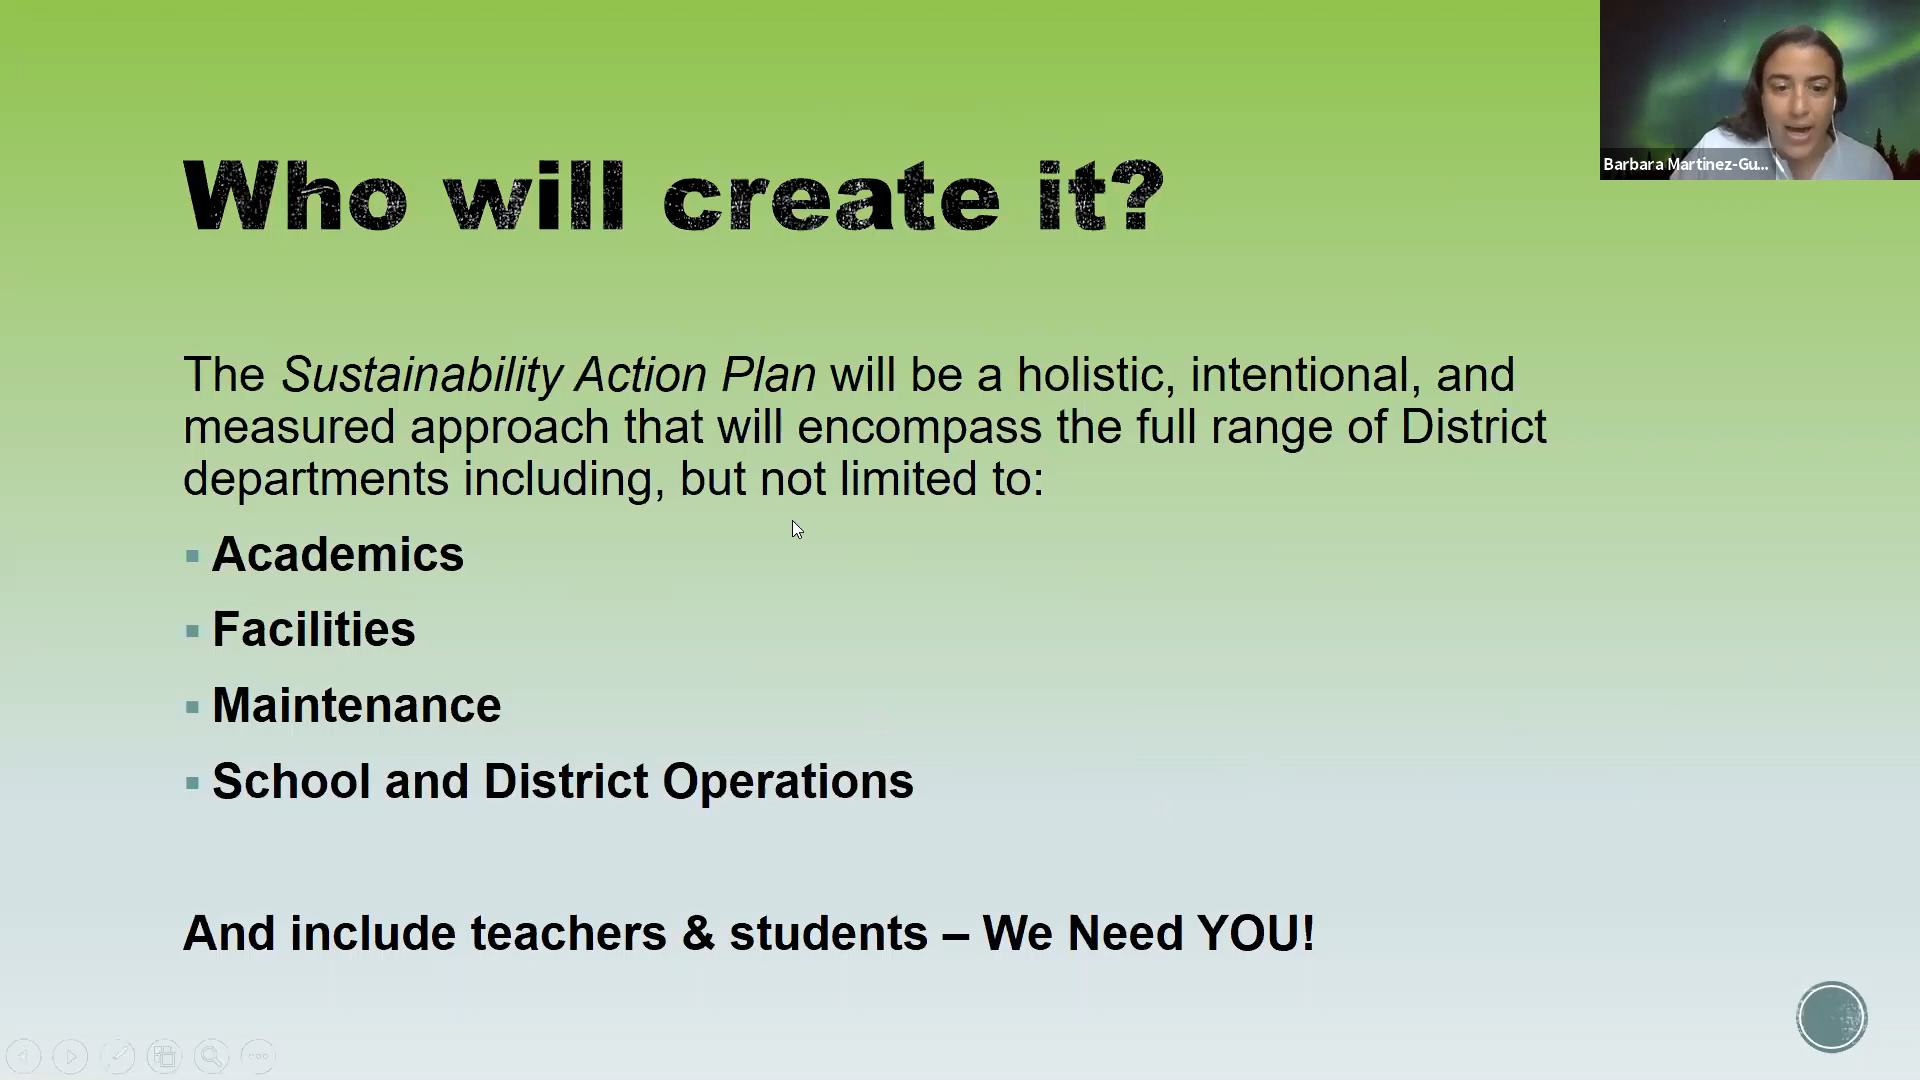 Who will create it?
Barbara Martinez-Gu...
The Sustainability Action Plan will be a holistic, intentional, and
measured approach that will encompass the full range of District
departments including, but not limited to:
Academics
Facilities
Maintenance
School and District Operations
And include teachers & students – We Need YOU!